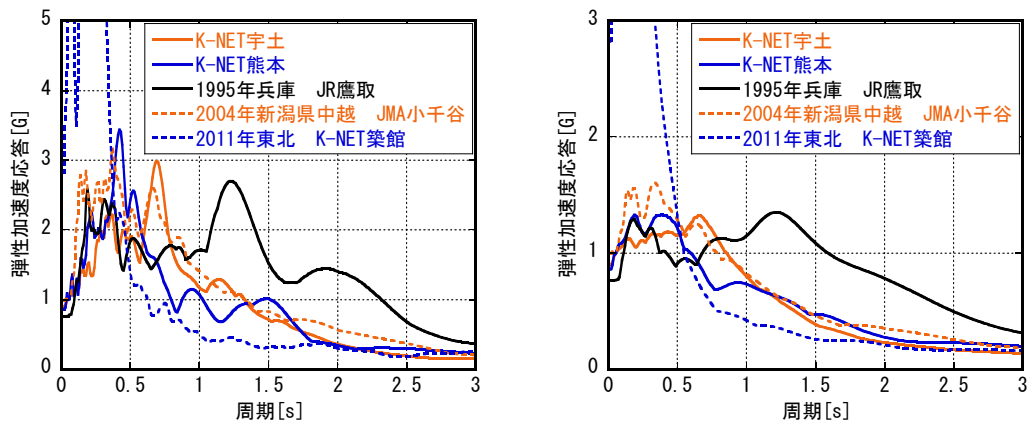 5
4
3
2
1
0
0
0.5
1
1.5
2
2.5
3
弾性加速度応答[G]
周期[s]
K-NET宇土
K-NET熊本
1995年兵庫 JR鷹取
2004年新潟県中越 JMA小千谷
2011年東北 K-NET築館
3
2
1
0
0
0.5
1
1.5
2
2.5
3
弾性加速度応答[G]
周期[s]
K-NET宇土
K-NET熊本
1995年兵庫 JR鷹取
2004年新潟県中越 JMA小千谷
2011年東北 K-NET築館